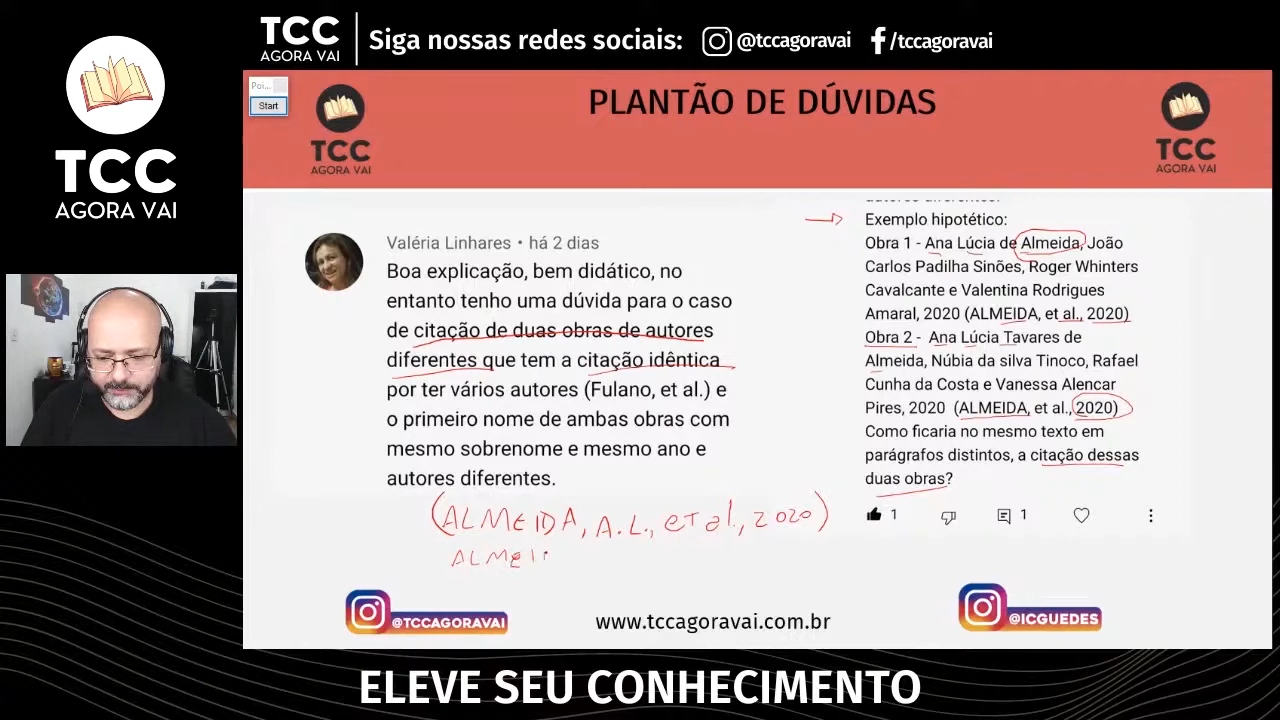 TCC
AGORA VAI
TCC
AGORA VAI
Siga nossas redes sociais:
@tccagoravai
/tccagoravai
Poi...
Start
TCC
AGORA VAI
PLANTÃO DE DÚVIDAS
TCC
AGORA VAI
Valéria Linhares • há 2 dias
Boa explicação, bem didático, no
entanto tenho uma dúvida para o caso
de citação de duas obras de autores
diferentes que tem a citação idêntica
por ter vários autores (Fulano, et al.) e
o primeiro nome de ambas obras com
mesmo sobrenome e mesmo ano e
autores diferentes.
(ALMEIDA, A.L., et al., 2020)
ALMEI
autores diferentes.
Exemplo hipotético:
Obra 1 - Ana Lúcia de Almeida, João
Carlos Padilha Sinões, Roger Whinters
Cavalcante e Valentina Rodrigues
Amaral, 2020 (ALMEIDA, et al., 2020)
Obra 2 - Ana Lúcia Tavares de
Almeida, Núbia da silva Tinoco, Rafael
Cunha da Costa e Vanessa Alencar
Pires, 2020 (ALMEIDA, et al., 2020)
Como ficaria no mesmo texto em
parágrafos distintos, a citação dessas
duas obras?
1
1
@TCCAGORAVAI
www.tccagoravai.com.br
@ICGUEDES
ELEVE SEU CONHECIMENTO